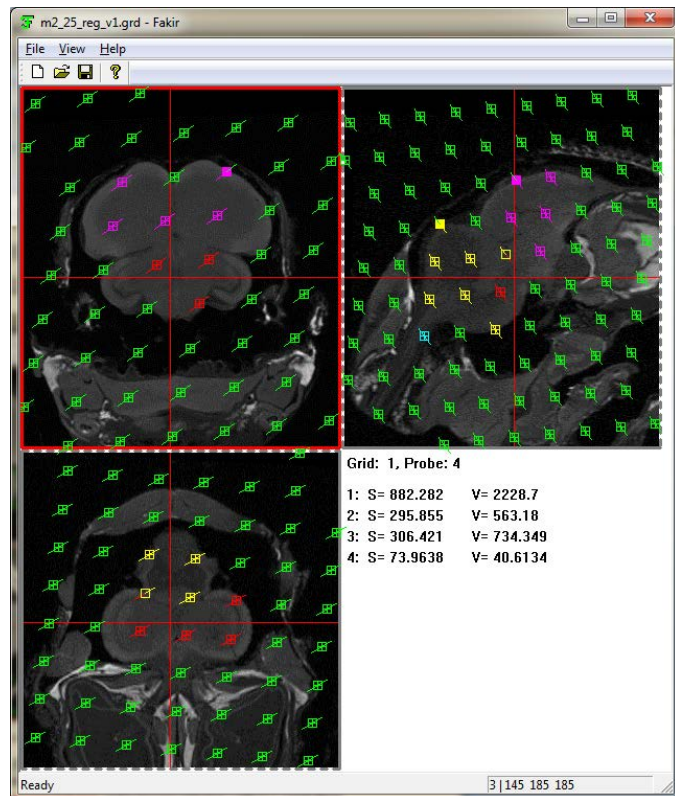 m2_25_reg_v1.grd - Fakir
File View Help
Grid: 1, Probe: 4
1: S= 882.282 V= 2228.7
2: S= 295.855 V= 563.18
3: S= 306.421 V= 734.349
4: S= 73.9638 V= 40.6134
Ready 3 | 145 185 185